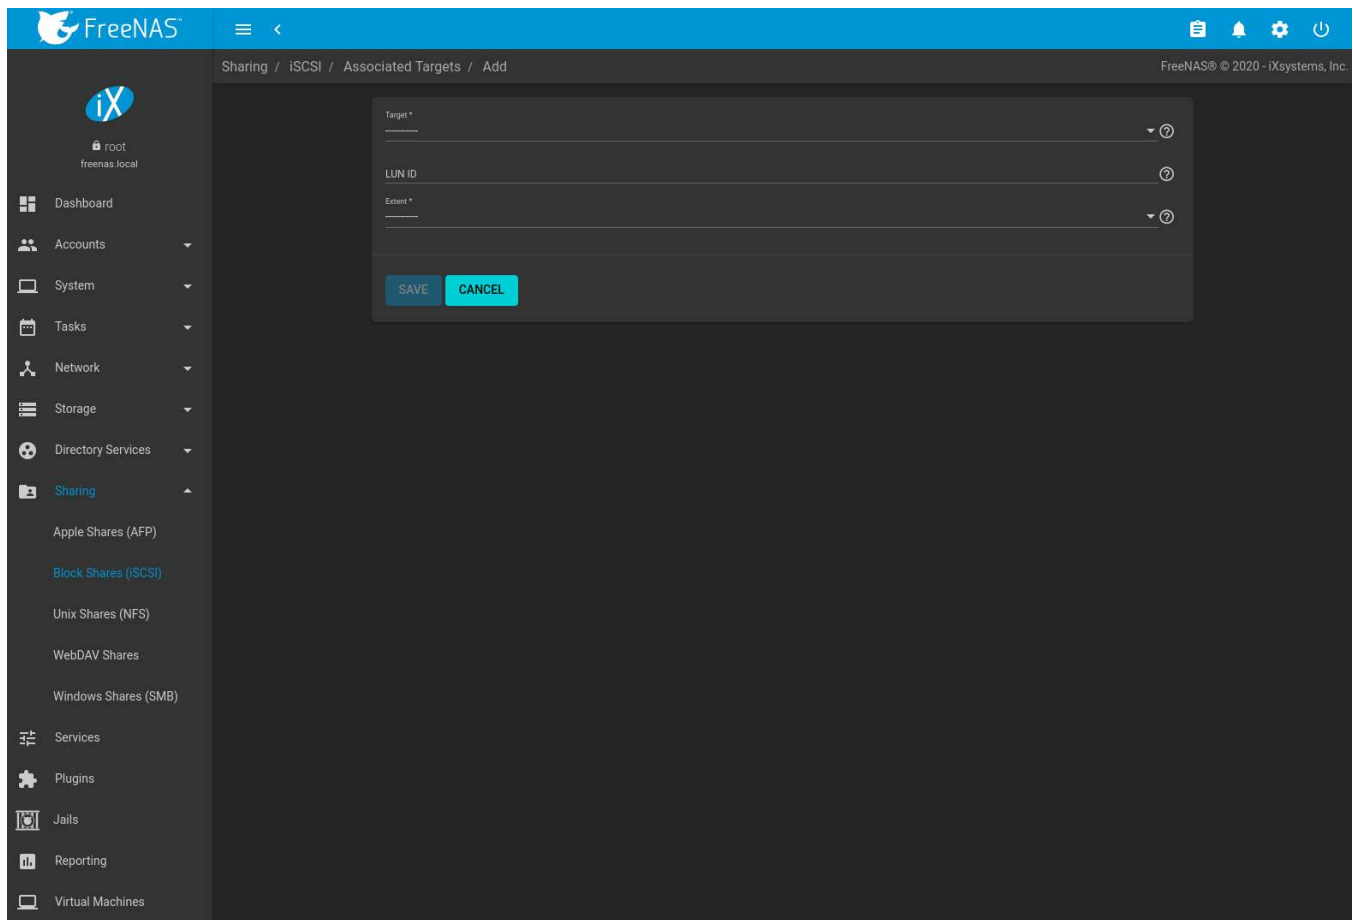 FreeNAS™
Sharing / iSCSI / Associated Targets / Add
FreeNAS® © 2020 - iXsystems, Inc.
iX
root
freenas.local
Dashboard
Accounts
System
Tasks
Network
Storage
Directory Services
Sharing
Apple Shares (AFP)
Block Shares (iSCSI)
Unix Shares (NFS)
WebDAV Shares
Windows Shares (SMB)
Services
Plugins
Jails
Reporting
Virtual Machines
Target *
----------
LUN ID
Extent *
----------
SAVE
CANCEL